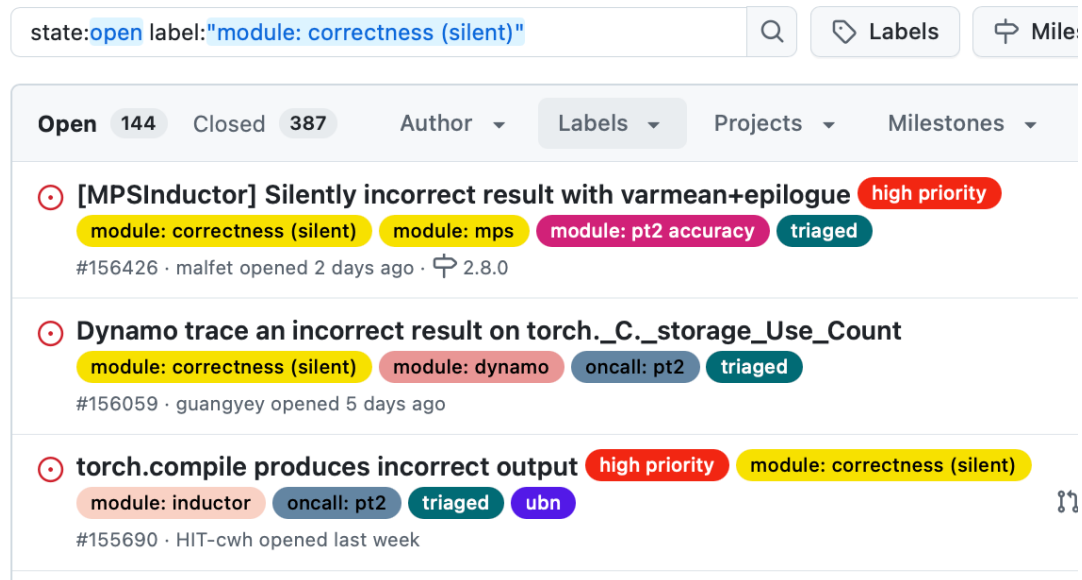 state:open label:"module: correctness (silent)" Labels
Open 144 Closed 387 Author Labels Projects Milestones
[MPSInductor] Silently incorrect result with varmean+epilogue high priority
module: correctness (silent) module: mps module: pt2 accuracy triaged
#156426 · malfet opened 2 days ago · 2.8.0
Dynamo trace an incorrect result on torch._C._storage_Use_Count
module: correctness (silent) module: dynamo oncall: pt2 triaged
#156059 · guangyey opened 5 days ago
torch.compile produces incorrect output high priority module: correctness (silent)
module: inductor oncall: pt2 triaged ubn
#155690 · HIT-cwh opened last week